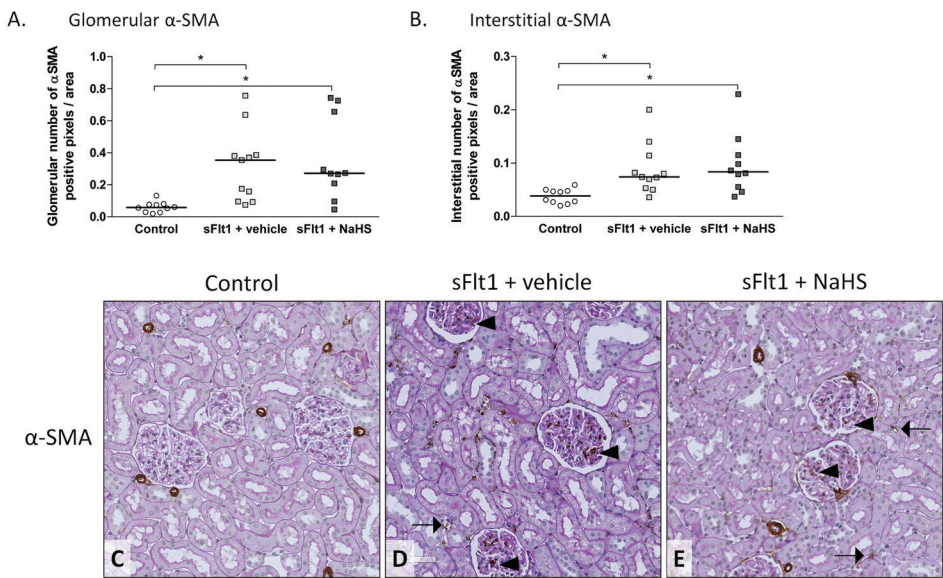 A. Glomerular α-SMA
Glomerular number of αSMA
positive pixels / area
1.0
0.8
0.6
0.4
0.2
0.0
*
*
Control sFlt1 + vehicle sFlt1 + NaHS
B. Interstitial α-SMA
Interstitial number of αSMA
positive pixels / area
0.3
0.2
0.1
0.0
*
*
Control sFlt1 + vehicle sFlt1 + NaHS
Control sFlt1 + vehicle sFlt1 + NaHS
α-SMA
C D E